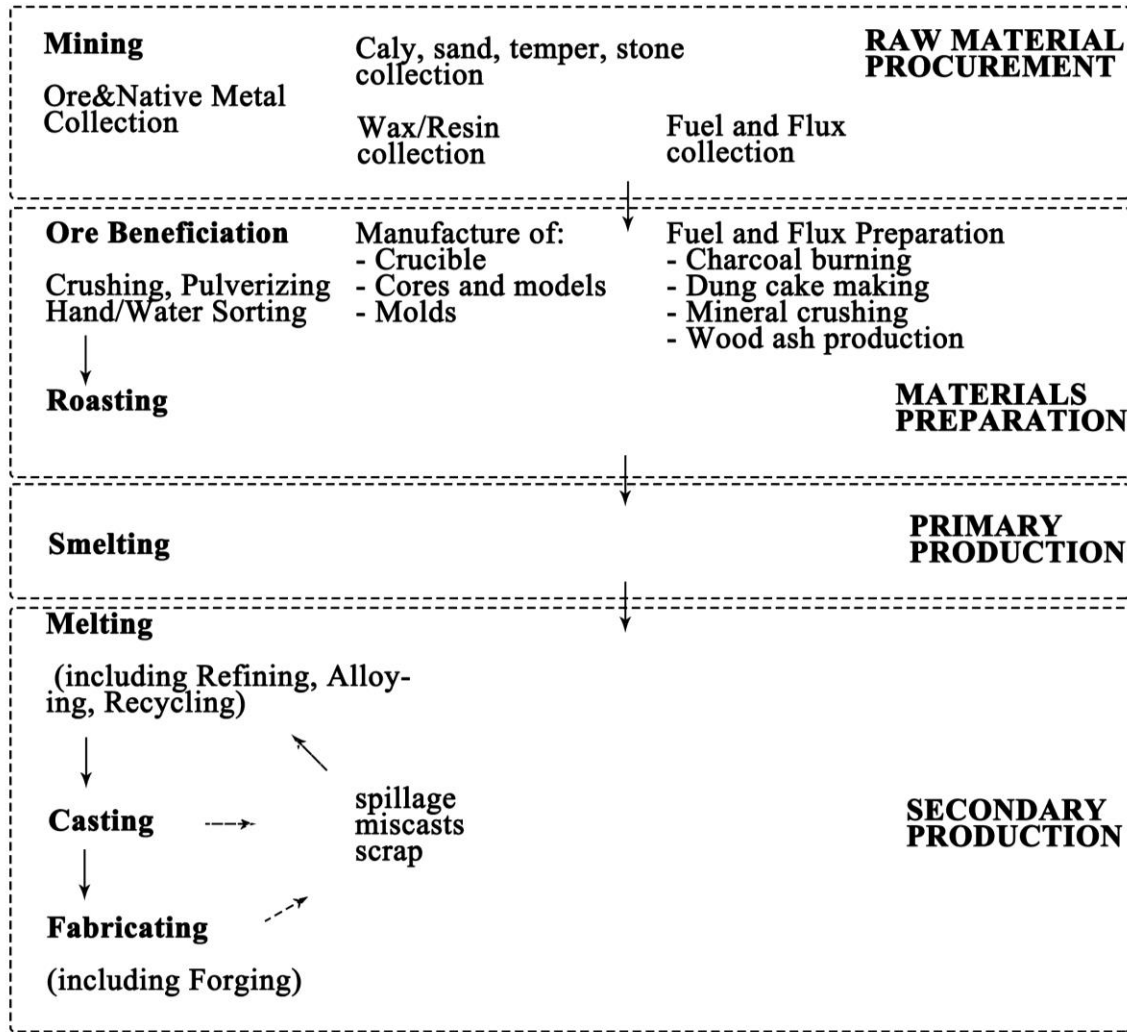 Mining
Ore&Native Metal
Collection
Caly, sand, temper, stone
collection
Wax/Resin
collection
Fuel and Flux
collection
RAW MATERIAL
PROCUREMENT
Ore Beneficiation
Crushing, Pulverizing
Hand/Water Sorting
Roasting
Manufacture of:
- Crucible
- Cores and models
- Molds
Fuel and Flux Preparation
- Charcoal burning
- Dung cake making
- Mineral crushing
- Wood ash production
MATERIALS
PREPARATION
Smelting
PRIMARY
PRODUCTION
Melting
(including Refining, Alloy-
ing, Recycling)
Casting
spillage
miscasts
scrap
Fabricating
(including Forging)
SECONDARY
PRODUCTION